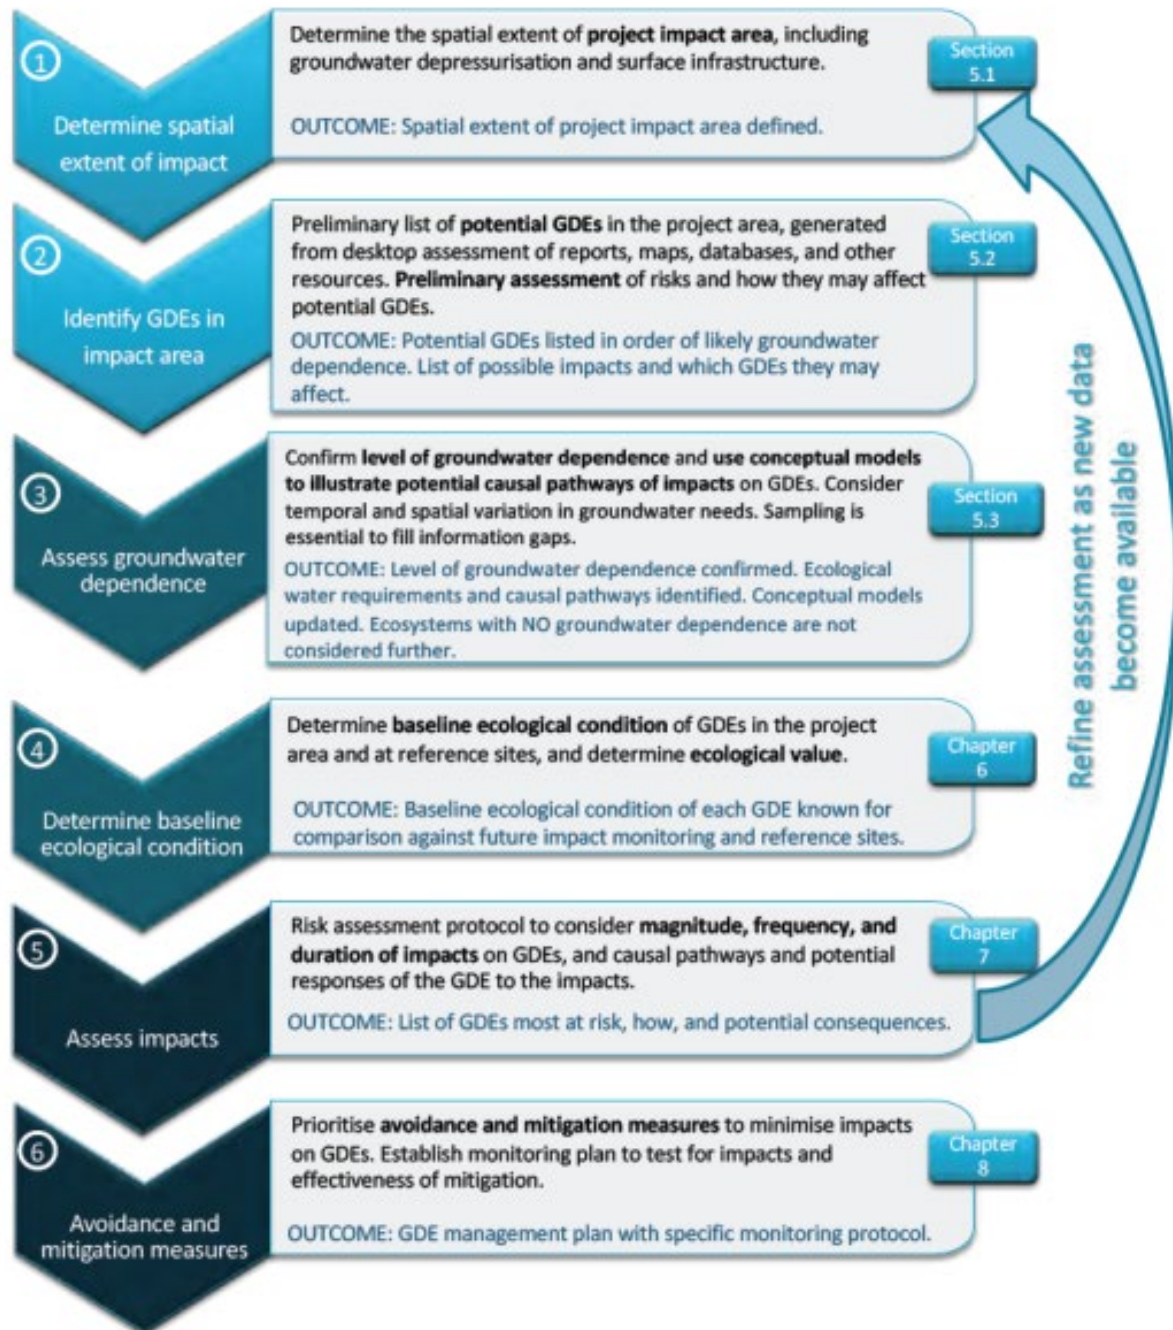 1
Determine spatial
extent of impact
Determine the spatial extent of project impact area, including
groundwater depressurisation and surface infrastructure.
OUTCOME: Spatial extent of project impact area defined.
Section
5.1
2
Identify GDEs in
impact area
Preliminary list of potential GDEs in the project area, generated
from desktop assessment of reports, maps, databases, and other
resources. Preliminary assessment of risks and how they may affect
potential GDEs.
OUTCOME: Potential GDEs listed in order of likely groundwater
dependence. List of possible impacts and which GDEs they may
affect.
Section
5.2
3
Assess groundwater
dependence
Confirm level of groundwater dependence and use conceptual models
to illustrate potential causal pathways of impacts on GDEs. Consider
temporal and spatial variation in groundwater needs. Sampling is
essential to fill information gaps.
OUTCOME: Level of groundwater dependence confirmed. Ecological
water requirements and causal pathways identified. Conceptual models
updated. Ecosystems with NO groundwater dependence are not
considered further.
Section
5.3
4
Determine baseline
ecological condition
Determine baseline ecological condition of GDEs in the project
area and at reference sites, and determine ecological value.
OUTCOME: Baseline ecological condition of each GDE known for
comparison against future impact monitoring and reference sites.
Chapter
6
5
Assess impacts
Risk assessment protocol to consider magnitude, frequency, and
duration of impacts on GDEs, and causal pathways and potential
responses of the GDE to the impacts.
OUTCOME: List of GDEs most at risk, how, and potential consequences.
Chapter
7
6
Avoidance and
mitigation measures
Prioritise avoidance and mitigation measures to minimise impacts
on GDEs. Establish monitoring plan to test for impacts and
effectiveness of mitigation.
OUTCOME: GDE management plan with specific monitoring protocol.
Chapter
8
Refine assessment as new data
become available